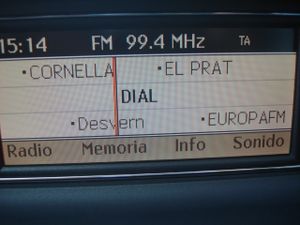 15:14 FM 99.4 MHz TA
•CORNELLA •EL PRAT
DIAL
•Desvern •EUROPAFM
Radio Memoria Info Sonido